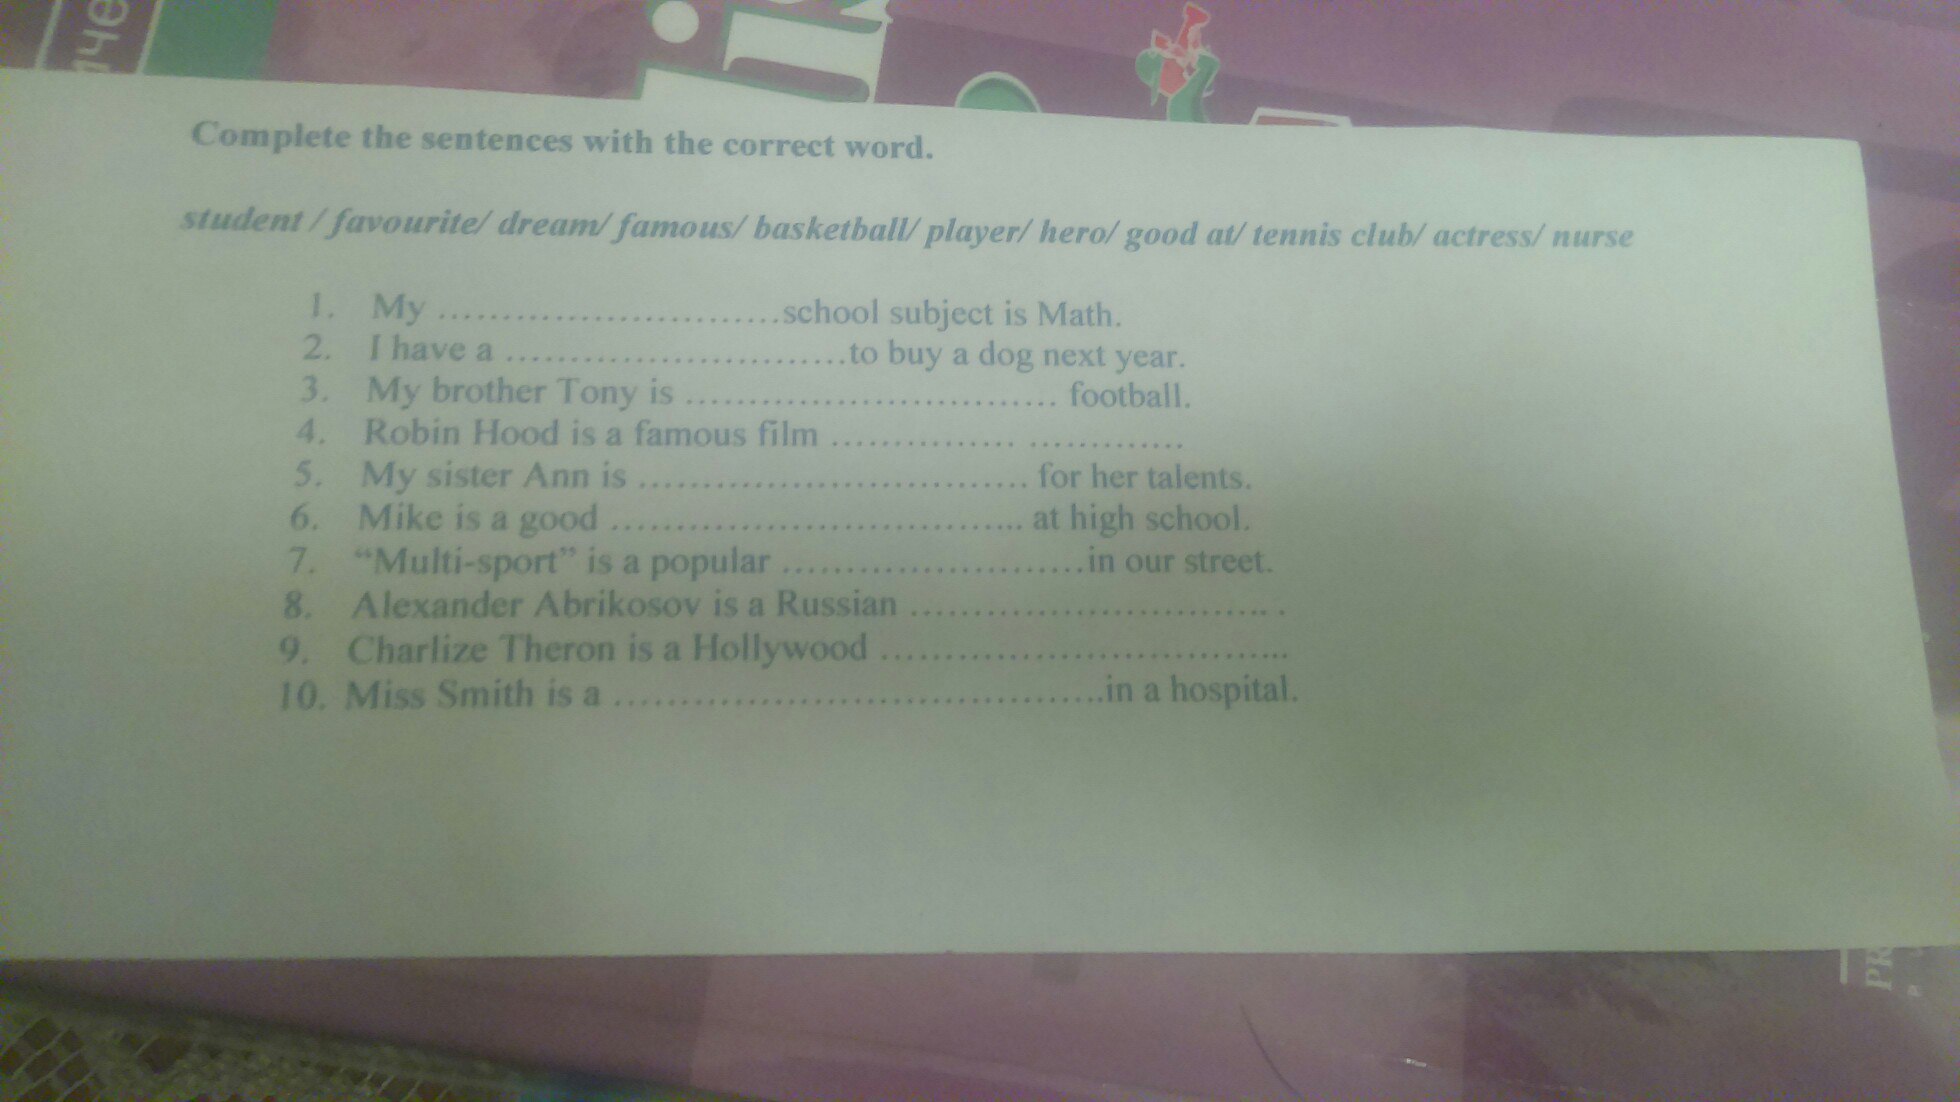 че
Complete the sentences with the correct word.
student / favourite/ dream/ famous/ basketball/ player/ hero/ good at/ tennis club/ actress/ nurse
1. My ...........................school subject is Math.
2. I have a ...........................to buy a dog next year.
3. My brother Tony is ............................. football.
4. Robin Hood is a famous film ............... .............
5. My sister Ann is ............................... for her talents.
6. Mike is a good ................................. at high school.
7. “Multi-sport” is a popular ........................in our street.
8. Alexander Abrikosov is a Russian ............................. .
9. Charlize Theron is a Hollywood .................................
10. Miss Smith is a .......................................in a hospital.
PR